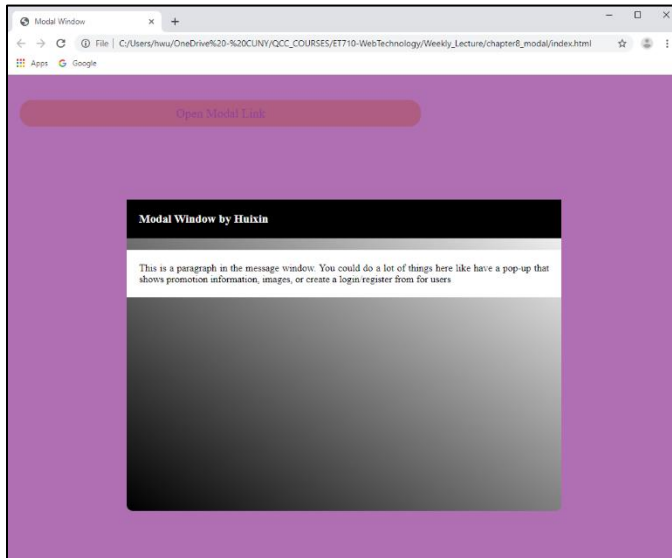 Modal Window
File | C:/Users/hwu/OneDrive%20-%20CUNY/QCC_COURSES/ET710-WebTechnology/Weekly_Lecture/chapter8_modal/index.html
Apps Google
Open Modal Link
Modal Window by Huixin
This is a paragraph in the message window. You could do a lot of things here like have a pop-up that
shows promotion information, images, or create a login/register from for users